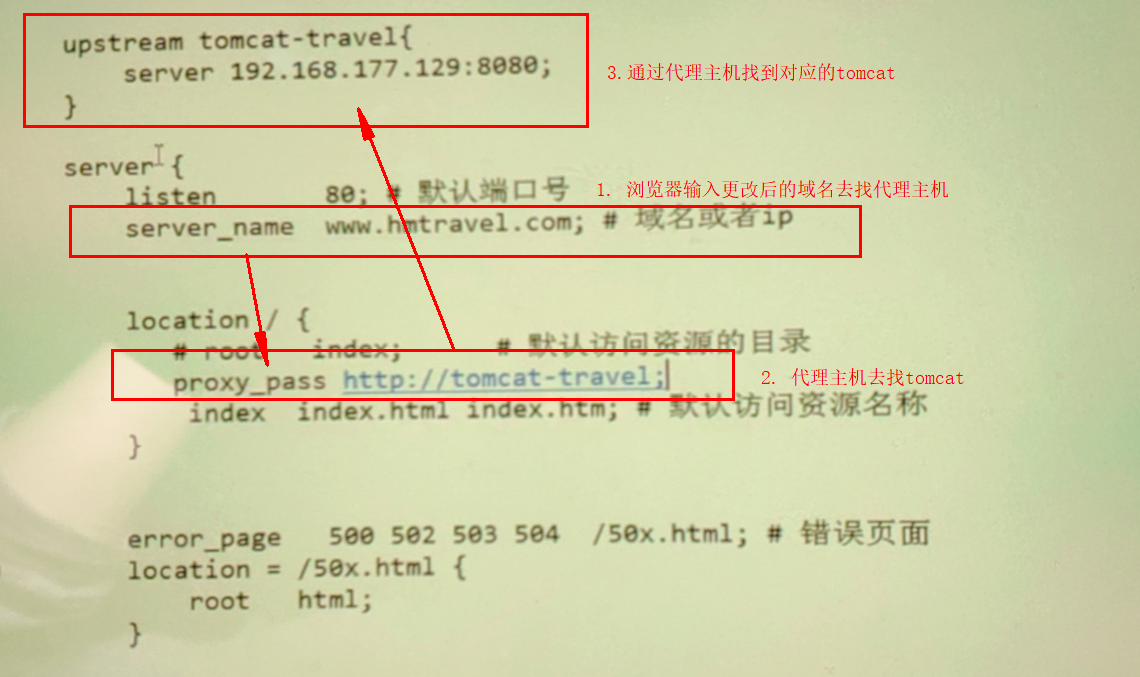 upstream tomcat-travel{
server 192.168.177.129:8080;
}
3.通过代理主机找到对应的tomcat
server {
listen 80; # 默认端口号
1. 浏览器输入更改后的域名去找代理主机
server_name www.hmtravel.com; # 域名或者ip
location / {
# root index; # 默认访问资源的目录
proxy_pass http://tomcat-travel;
2. 代理主机去找tomcat
index index.html index.htm; # 默认访问资源名称
}
error_page 500 502 503 504 /50x.html; # 错误页面
location = /50x.html {
root html;
}